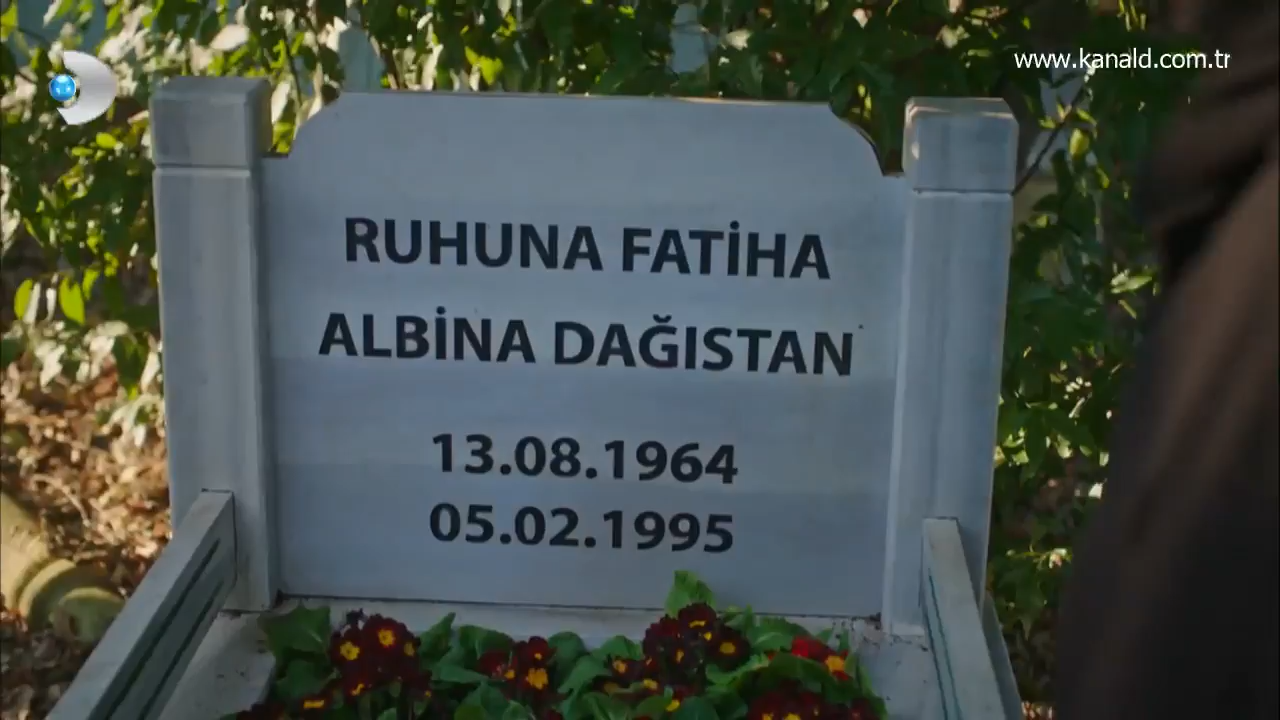 www.kanald.com.tr
RUHUNA FATİHA
ALBİNA DAĞISTAN
13.08.1964
05.02.1995